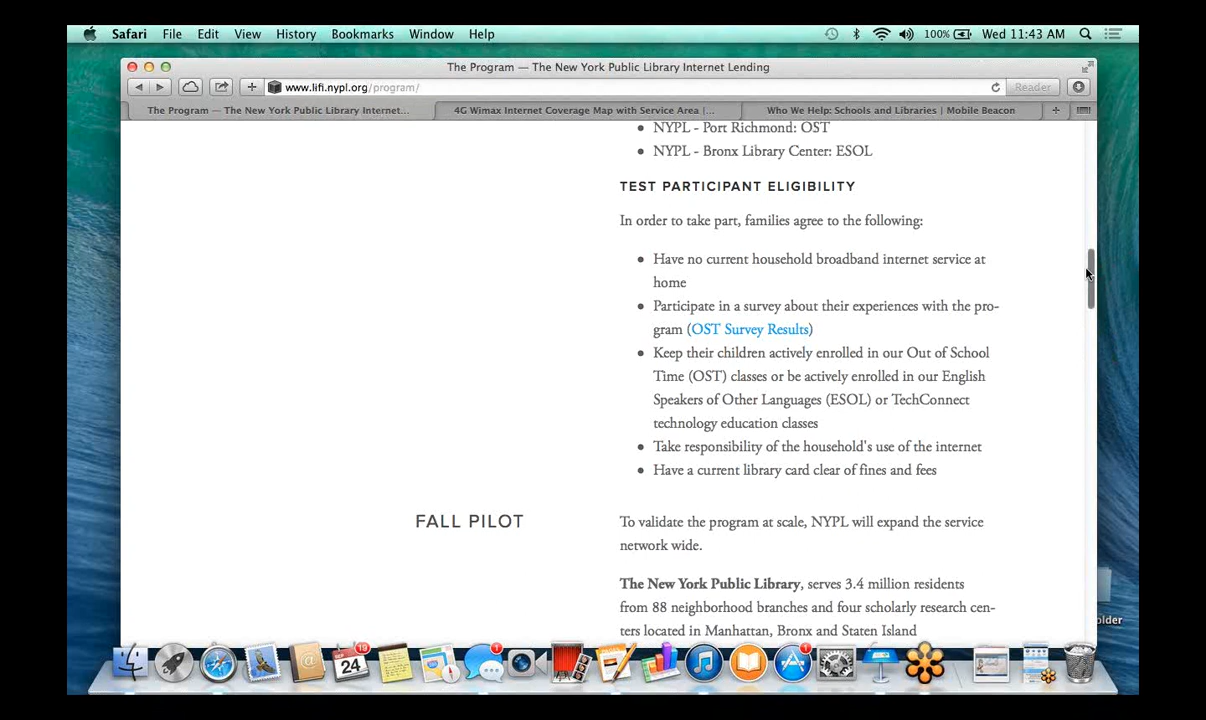 Safari File Edit View History Bookmarks Window Help 100% Wed 11:43 AM
The Program — The New York Public Library Internet Lending
www.lifi.nypl.org/program/ Reader
The Program — The New York Public Library Internet... 4G Wimax Internet Coverage Map with Service Area |... Who We Help: Schools and Libraries | Mobile Beacon
• NYPL - Port Richmond: OST
• NYPL - Bronx Library Center: ESOL
TEST PARTICIPANT ELIGIBILITY
In order to take part, families agree to the following:
• Have no current household broadband internet service at
home
• Participate in a survey about their experiences with the pro-
gram (OST Survey Results)
• Keep their children actively enrolled in our Out of School
Time (OST) classes or be actively enrolled in our English
Speakers of Other Languages (ESOL) or TechConnect
technology education classes
• Take responsibility of the household's use of the internet
• Have a current library card clear of fines and fees
FALL PILOT
To validate the program at scale, NYPL will expand the service
network wide.
The New York Public Library, serves 3.4 million residents
from 88 neighborhood branches and four scholarly research cen-
ters located in Manhattan, Bronx and Staten Island
older
24
1
1